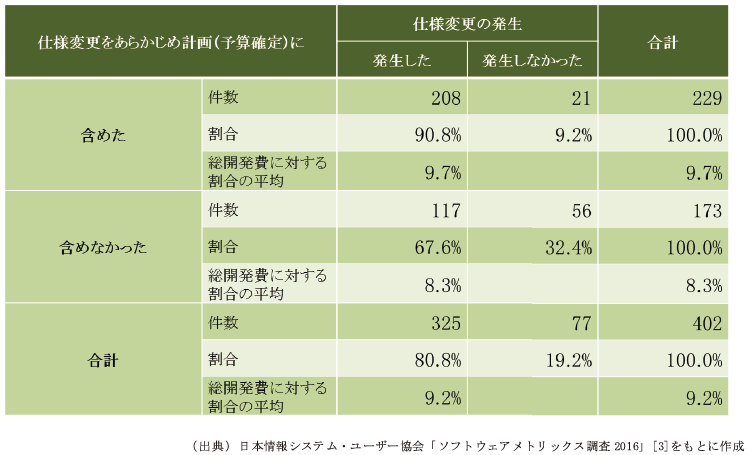 仕様変更をあらかじめ計画(予算確定)に
仕様変更の発生
合計
発生した
発生しなかった
含めた
件数
208
21
229
割合
90.8%
9.2%
100.0%
総開発費に対する
割合の平均
9.7%
9.7%
含めなかった
件数
117
56
173
割合
67.6%
32.4%
100.0%
総開発費に対する
割合の平均
8.3%
8.3%
合計
件数
325
77
402
割合
80.8%
19.2%
100.0%
総開発費に対する
割合の平均
9.2%
9.2%
(出典)日本情報システム・ユーザー協会「ソフトウェアメトリックス調査2016」[3]をもとに作成